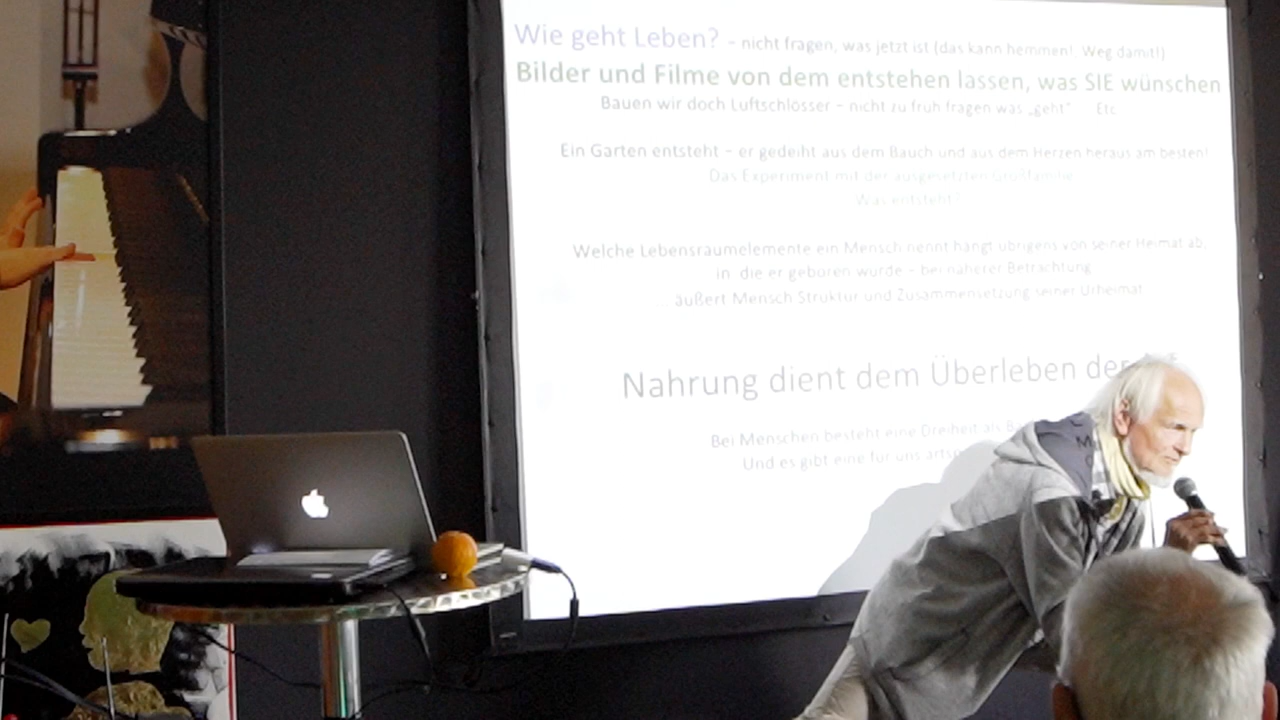 Wie geht Leben? – nicht fragen, was jetzt ist (das kann hemmen!, Weg damit!)
Bilder und Filme von dem entstehen lassen, was SIE wünschen
Bauen wir doch Luftschlösser – nicht zu früh fragen was „geht“ Etc
Ein Garten entsteht – er gedeiht aus dem Bauch und aus dem Herzen heraus am besten!
Das Experiment mit der ausgesetzten Großfamilie
Was entsteht?
Welche Lebensraumelemente ein Mensch nennt hängt übrigens von seiner Heimat ab,
in die er geboren wurde – bei näherer Betrachtung
äußert Mensch Struktur und Zusammensetzung seiner Urheimat
Nahrung dient dem Überleben der
Bei Menschen besteht eine Dreiheit als
Und es gibt eine für uns